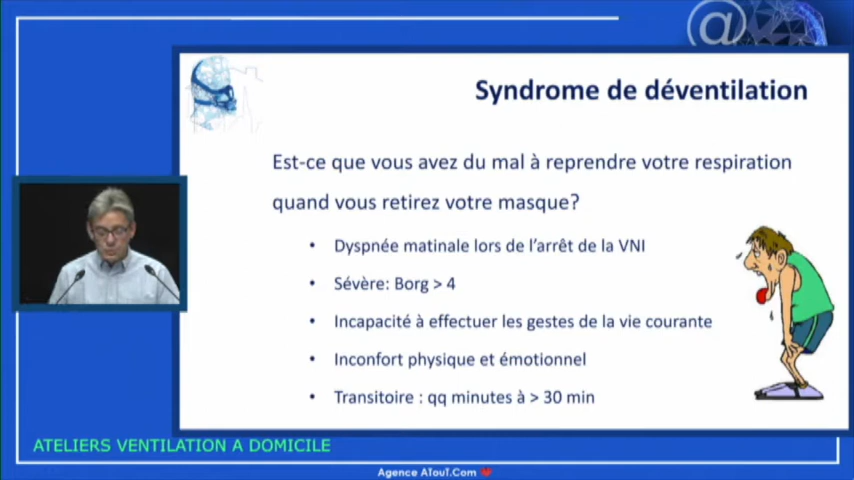 @
Syndrome de déventilation
Est-ce que vous avez du mal à reprendre votre respiration
quand vous retirez votre masque?
• Dyspnée matinale lors de l'arrêt de la VNI
• Sévère: Borg > 4
• Incapacité à effectuer les gestes de la vie courante
• Inconfort physique et émotionnel
• Transitoire : qq minutes à > 30 min
ATELIERS VENTILATION A DOMICILE
Agence ATouT.Com